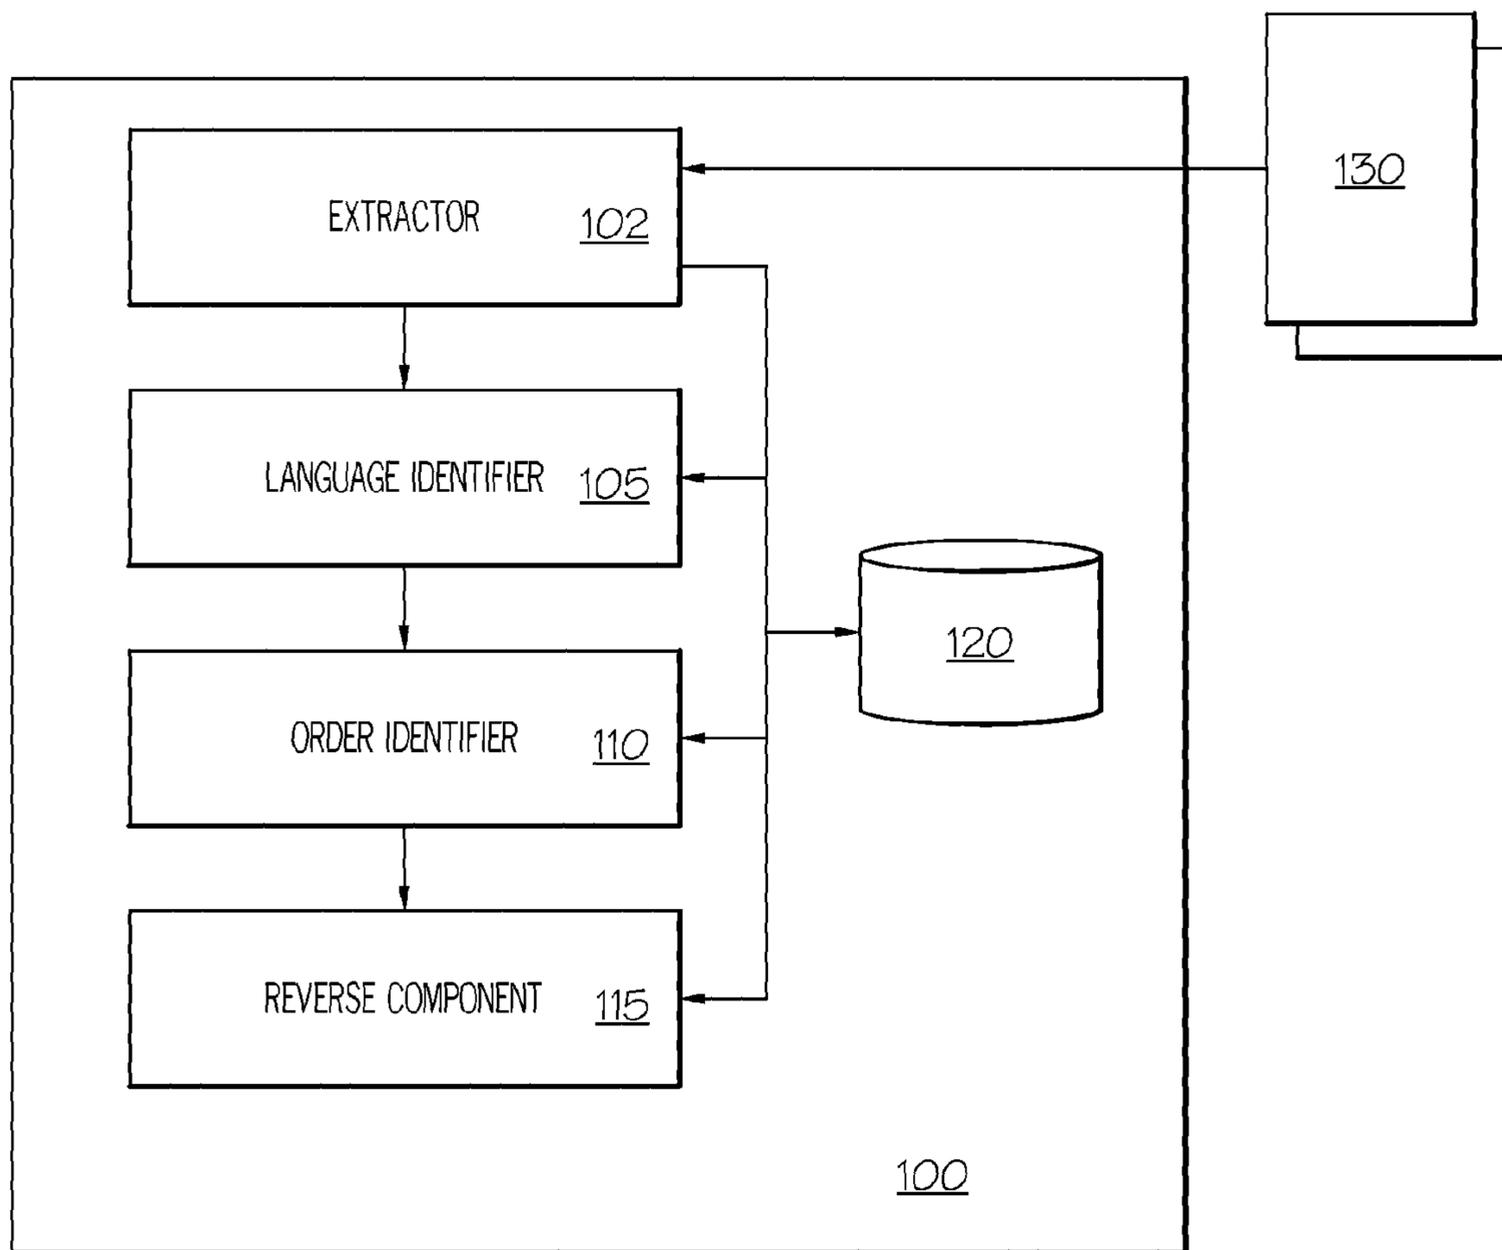 130
EXTRACTOR 102
LANGUAGE IDENTIFIER 105
120
ORDER IDENTIFIER 110
REVERSE COMPONENT 115
100